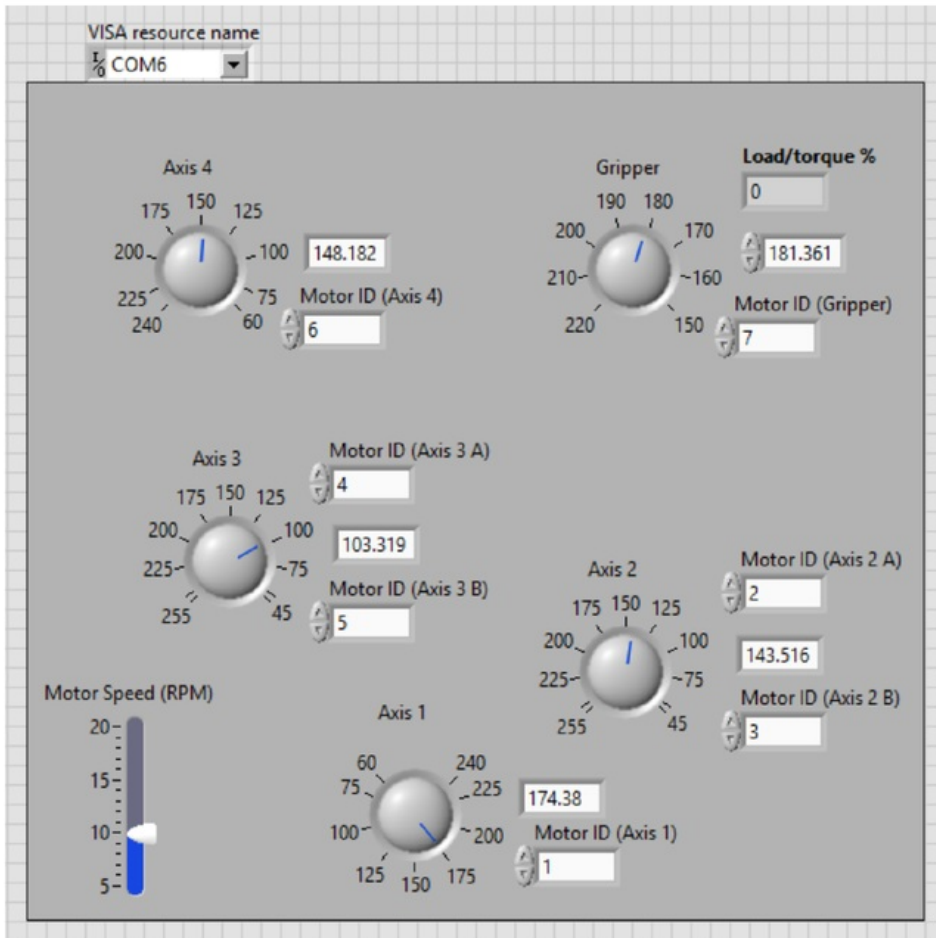 VISA resource name
I/O COM6
Axis 4
150
175 125
200 100
225 75
240 60
148.182
Motor ID (Axis 4)
6
Gripper
190 180
200 170
210 160
220 150
Load/torque %
0
181.361
Motor ID (Gripper)
7
Axis 3
175 150 125
200 100
225 75
255 45
Motor ID (Axis 3 A)
4
103.319
Motor ID (Axis 3 B)
5
Axis 2
175 150 125
200 100
225 75
255 45
Motor ID (Axis 2 A)
2
143.516
Motor ID (Axis 2 B)
3
Motor Speed (RPM)
20
15
10
5
Axis 1
60 240
75 225
100 200
125 150 175
174.38
Motor ID (Axis 1)
1